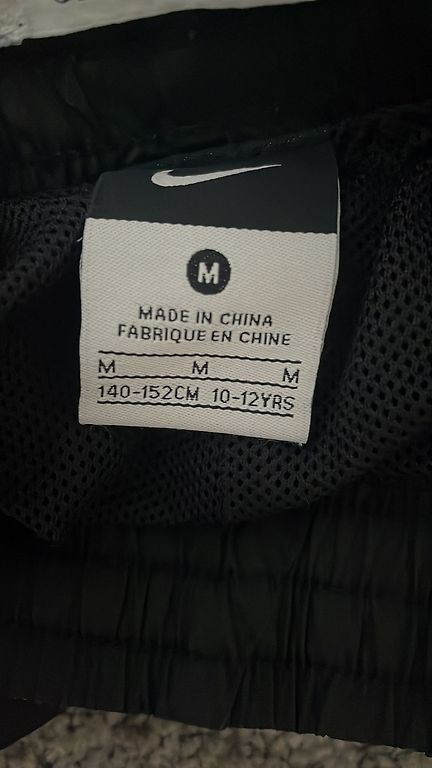 M
MADE IN CHINA
FABRIQUE EN CHINE
M M M
140-152CM 10-12YRS